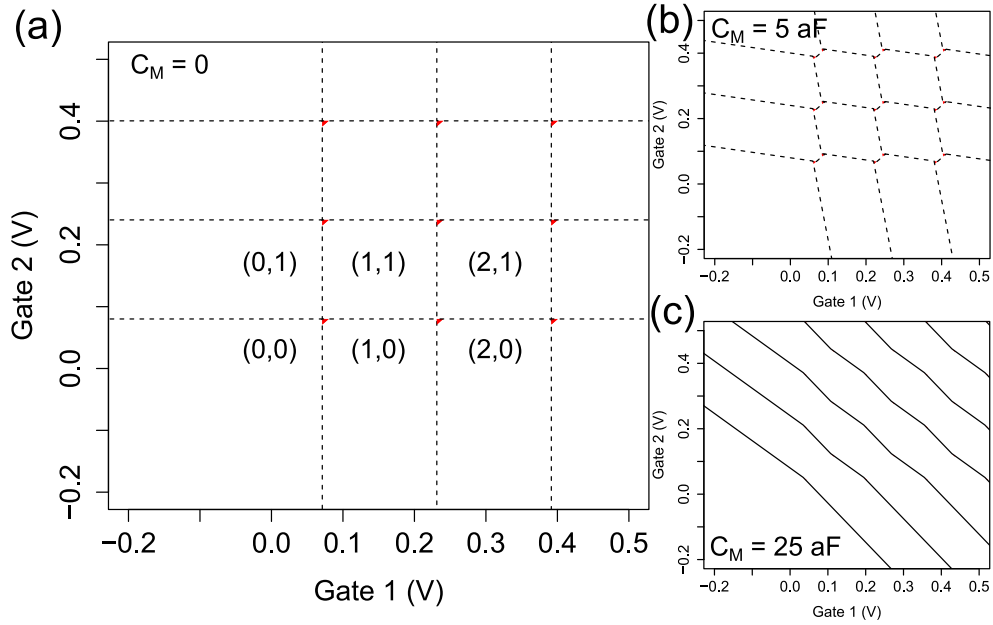 (a)
C_M = 0
Gate 2 (V)
0.4
0.2
0.0
−0.2
(0,1) (1,1) (2,1)
(0,0) (1,0) (2,0)
−0.2 0.0 0.1 0.2 0.3 0.4 0.5
Gate 1 (V)
(b)
C_M = 5 aF
Gate 2 (V)
0.4
0.2
0.0
−0.2
−0.2 0.0 0.1 0.2 0.3 0.4 0.5
Gate 1 (V)
(c)
Gate 2 (V)
0.4
0.2
0.0
−0.2
C_M = 25 aF
−0.2 0.0 0.1 0.2 0.3 0.4 0.5
Gate 1 (V)